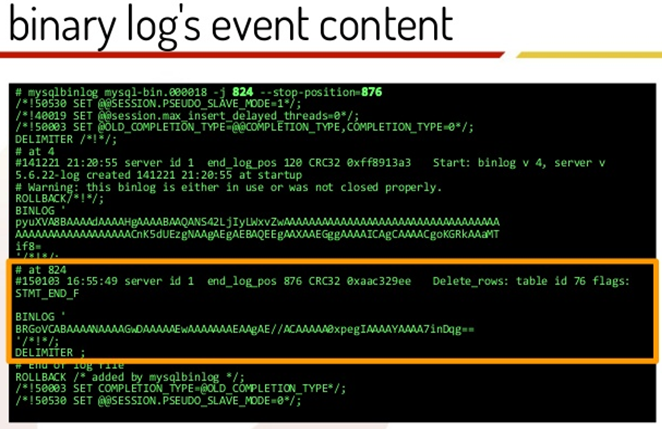 binary log's event content
# mysqlbinlog mysql-bin.000018 -j 824 --stop-position=876
/*!50530 SET @@SESSION.PSEUDO_SLAVE_MODE=1*/;
/*!40019 SET @@session.max_insert_delayed_threads=0*/;
/*!50003 SET @OLD_COMPLETION_TYPE=@@COMPLETION_TYPE,COMPLETION_TYPE=0*/;
DELIMITER /*!*/;
# at 4
#141221 21:20:55 server id 1  end_log_pos 120 CRC32 0xff8913a3   Start: binlog v 4, server v
5.6.22-log created 141221 21:20:55 at startup
# Warning: this binlog is either in use or was not closed properly.
ROLLBACK/*!*/;
BINLOG '
if8=
'/*!*/;
# at 824
#150103 16:55:49 server id 1  end_log_pos 876 CRC32 0xaac329ee   Delete_rows: table id 76 flags:
STMT_END_F
BINLOG '
BRGoVCABAAAANAAAAGwDAAAAAEwAAAAAAAEAAgAE//ACAAAAA0xpegIAAAAYAAAA7inDqg==
'/*!*/;
DELIMITER ;
# End of log file
ROLLBACK /* added by mysqlbinlog */;
/*!50003 SET COMPLETION_TYPE=@OLD_COMPLETION_TYPE*/;
/*!50530 SET @@SESSION.PSEUDO_SLAVE_MODE=0*/;